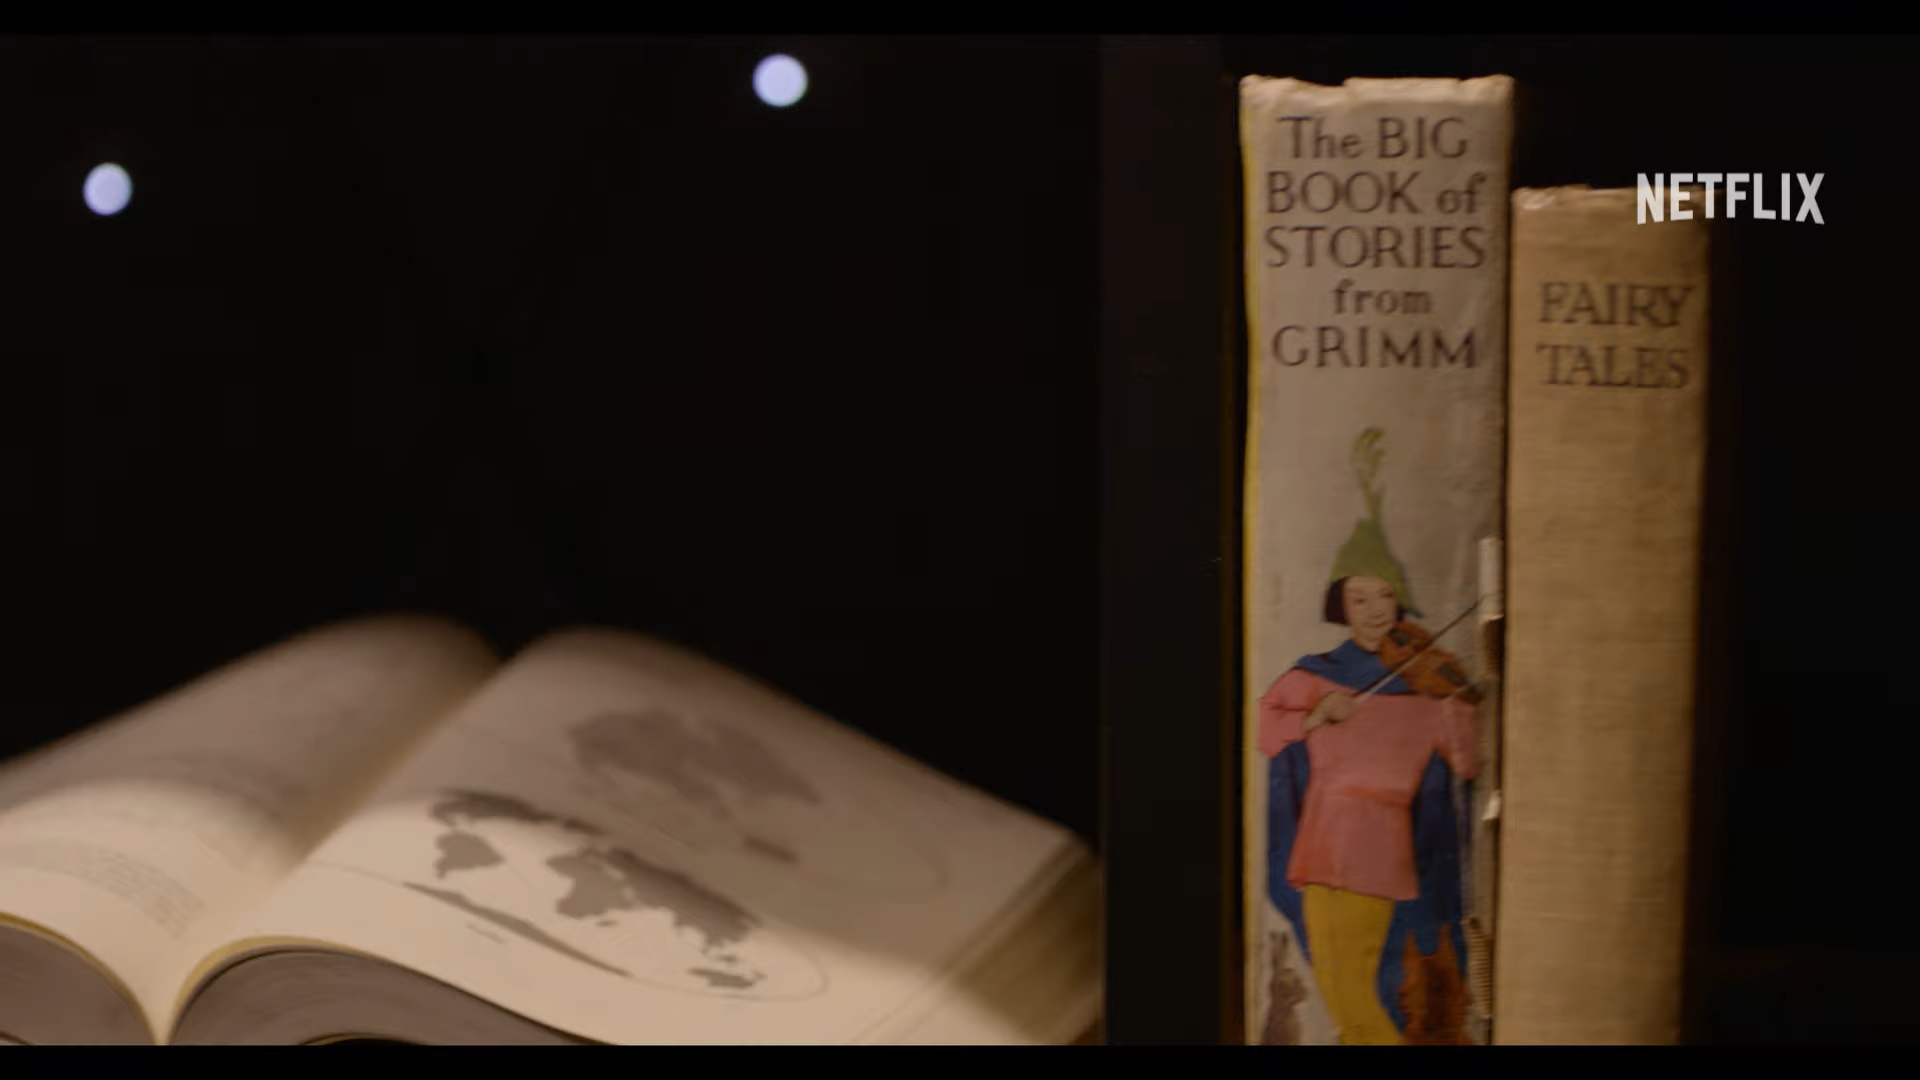 The BIG
BOOK of
STORIES
from
GRIMM
NETFLIX
FAIRY
TALES